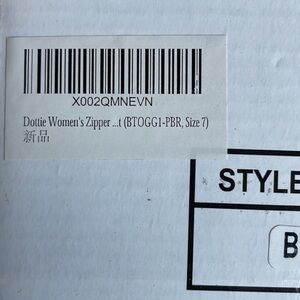 X002QMNEVN
Dottie Women's Zipper ...t (BTOGG1-PBR, Size 7)
新品
STYLE
B